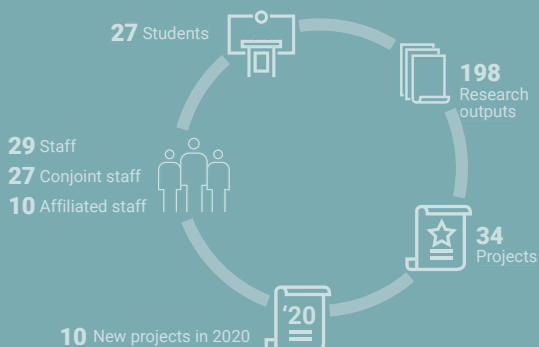 27 Students
198
Research
outputs
29 Staff
27 Conjoint staff
10 Affiliated staff
34
Projects
'20
10 New projects in 2020